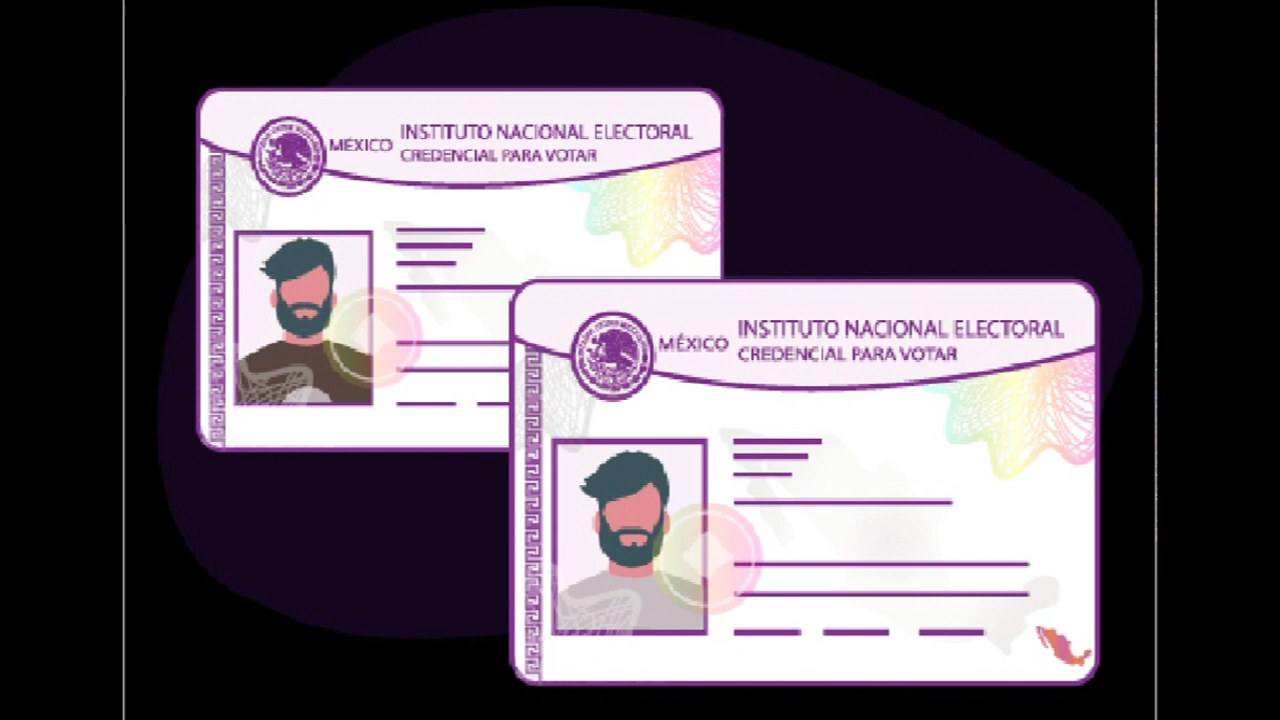 MÉXICO
INSTITUTO NACIONAL ELECTORAL
CREDENCIAL PARA VOTAR
MÉXICO
INSTITUTO NACIONAL ELECTORAL
CREDENCIAL PARA VOTAR